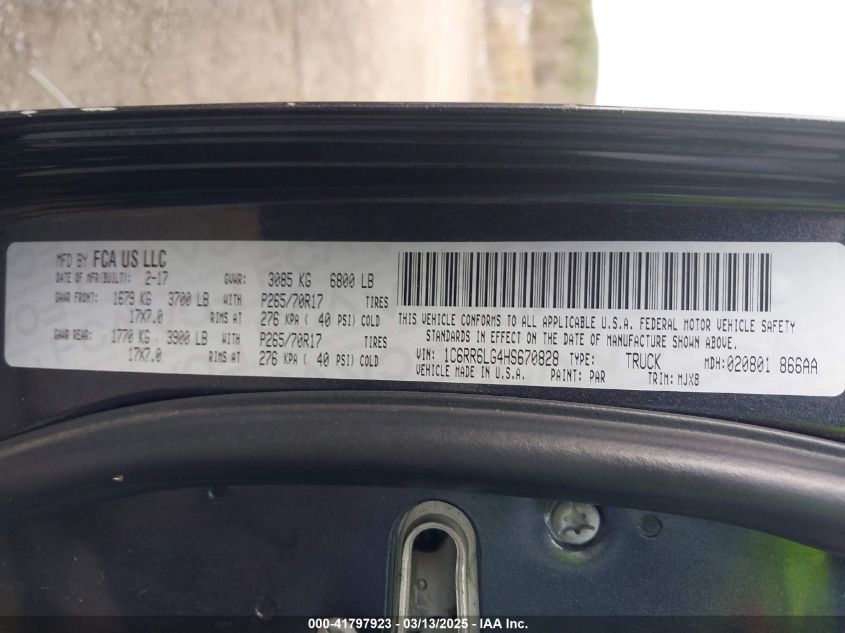 MFD BY FCA US LLC
DATE OF MFR(BUILT): 2-17 GVWR: 3085 KG 6800 LB
GAWR FRONT: 1679 KG 3700 LB WITH P265/70R17 TIRES
17X7.0 RIMS AT 276 KPA ( 40 PSI) COLD
GAWR REAR: 1770 KG 3900 LB WITH P265/70R17 TIRES
17X7.0 RIMS AT 276 KPA ( 40 PSI) COLD
THIS VEHICLE CONFORMS TO ALL APPLICABLE U.S.A. FEDERAL MOTOR VEHICLE SAFETY
STANDARDS IN EFFECT ON THE DATE OF MANUFACTURE SHOWN ABOVE.
VIN: 1C6RR6LG4HS670828 TYPE: TRUCK MDH:020801 866AA
VEHICLE MADE IN U.S.A. PAINT: PAR TRIM: MJX8
000-41797923 - 03/13/2025 - IAA Inc.